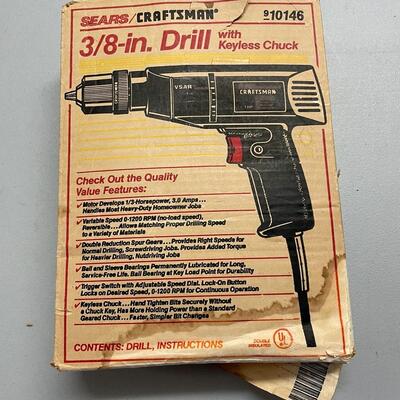 SEARS/CRAFTSMAN® 910146
3/8-in. Drill with Keyless Chuck
VSAR
CRAFTSMAN
Check Out the Quality
Value Features:
✓ Motor Develops 1/3-Horsepower, 3.0 Amps...
Handles Most Heavy-Duty Homeowner Jobs
✓ Variable Speed 0-1200 RPM (no-load speed),
Reversible...Allows Matching Proper Drilling Speed
to a Variety of Materials
✓ Double Reduction Spur Gears...Provides Right Speeds for
Normal Drilling, Screwdriving Jobs. Provides Added Torque
for Heavier Drilling, Nutdriving Jobs
✓ Ball and Sleeve Bearings Permanently Lubricated for Long,
Service-Free Life. Ball Bearing at Key Load Point for Durability
✓ Trigger Switch with Adjustable Speed Dial. Lock-On Button
Locks on Desired Speed, 0-1200 RPM for Continuous Operation
✓ Keyless Chuck...Hand Tighten Bits Securely Without
a Chuck Key, Has More Holding Power than a Standard
Geared Chuck...Faster, Simpler Bit Changes
CONTENTS: DRILL, INSTRUCTIONS
DOUBLE
INSULATED
UL